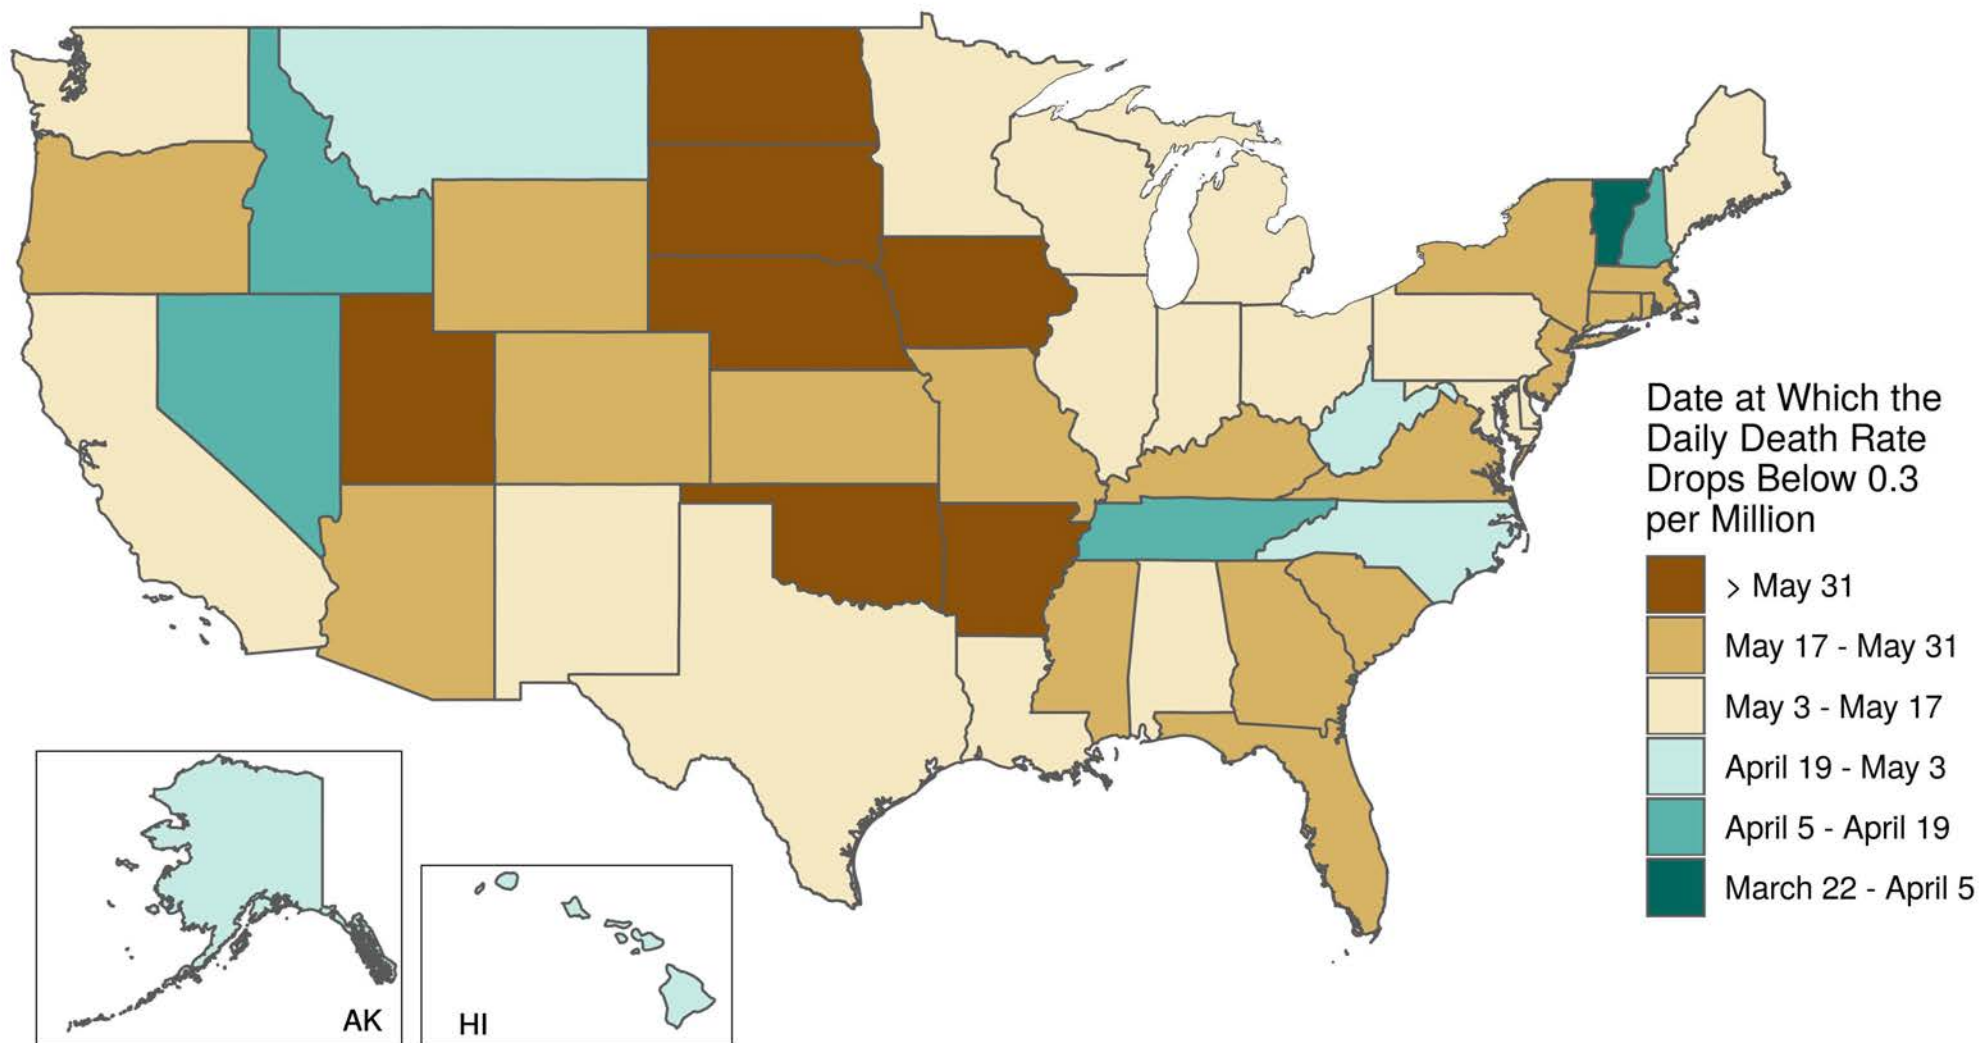 Date at Which the
Daily Death Rate
Drops Below 0.3
per Million
> May 31
May 17 - May 31
May 3 - May 17
April 19 - May 3
April 5 - April 19
March 22 - April 5
AK
HI